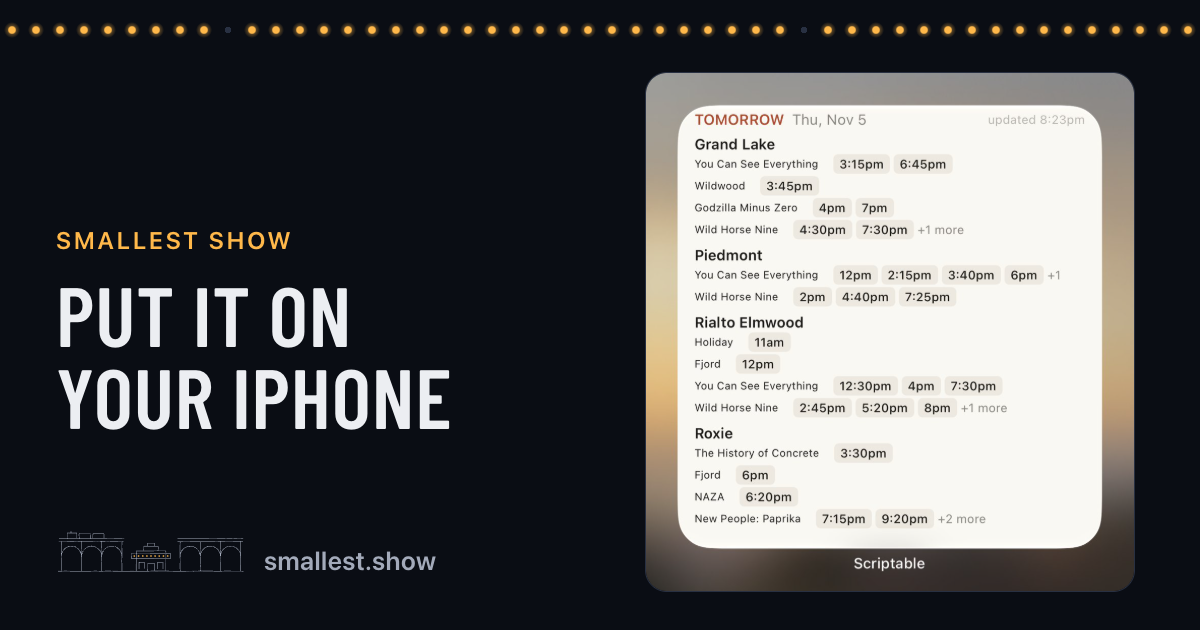 SMALLEST SHOW
PUT IT ON
YOUR IPHONE
smallest.show
TOMORROW Thu, Nov 5 updated 8:23pm
Grand Lake
You Can See Everything 3:15pm 6:45pm
Wildwood 3:45pm
Godzilla Minus Zero 4pm 7pm
Wild Horse Nine 4:30pm 7:30pm +1 more
Piedmont
You Can See Everything 12pm 2:15pm 3:40pm 6pm +1
Wild Horse Nine 2pm 4:40pm 7:25pm
Rialto Elmwood
Holiday 11am
Fjord 12pm
You Can See Everything 12:30pm 4pm 7:30pm
Wild Horse Nine 2:45pm 5:20pm 8pm +1 more
Roxie
The History of Concrete 3:30pm
Fjord 6pm
NAZA 6:20pm
New People: Paprika 7:15pm 9:20pm +2 more
Scriptable